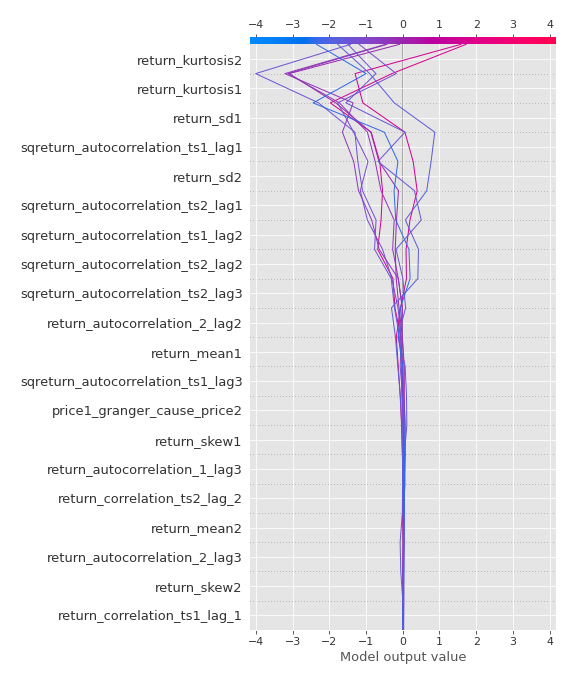 −4 −3 −2 −1 0 1 2 3 4
return_kurtosis2
return_kurtosis1
return_sd1
sqreturn_autocorrelation_ts1_lag1
return_sd2
sqreturn_autocorrelation_ts2_lag1
sqreturn_autocorrelation_ts1_lag2
sqreturn_autocorrelation_ts2_lag2
sqreturn_autocorrelation_ts2_lag3
return_autocorrelation_2_lag2
return_mean1
sqreturn_autocorrelation_ts1_lag3
price1_granger_cause_price2
return_skew1
return_autocorrelation_1_lag3
return_correlation_ts2_lag_2
return_mean2
return_autocorrelation_2_lag3
return_skew2
return_correlation_ts1_lag_1
−4 −3 −2 −1 0 1 2 3 4
Model output value